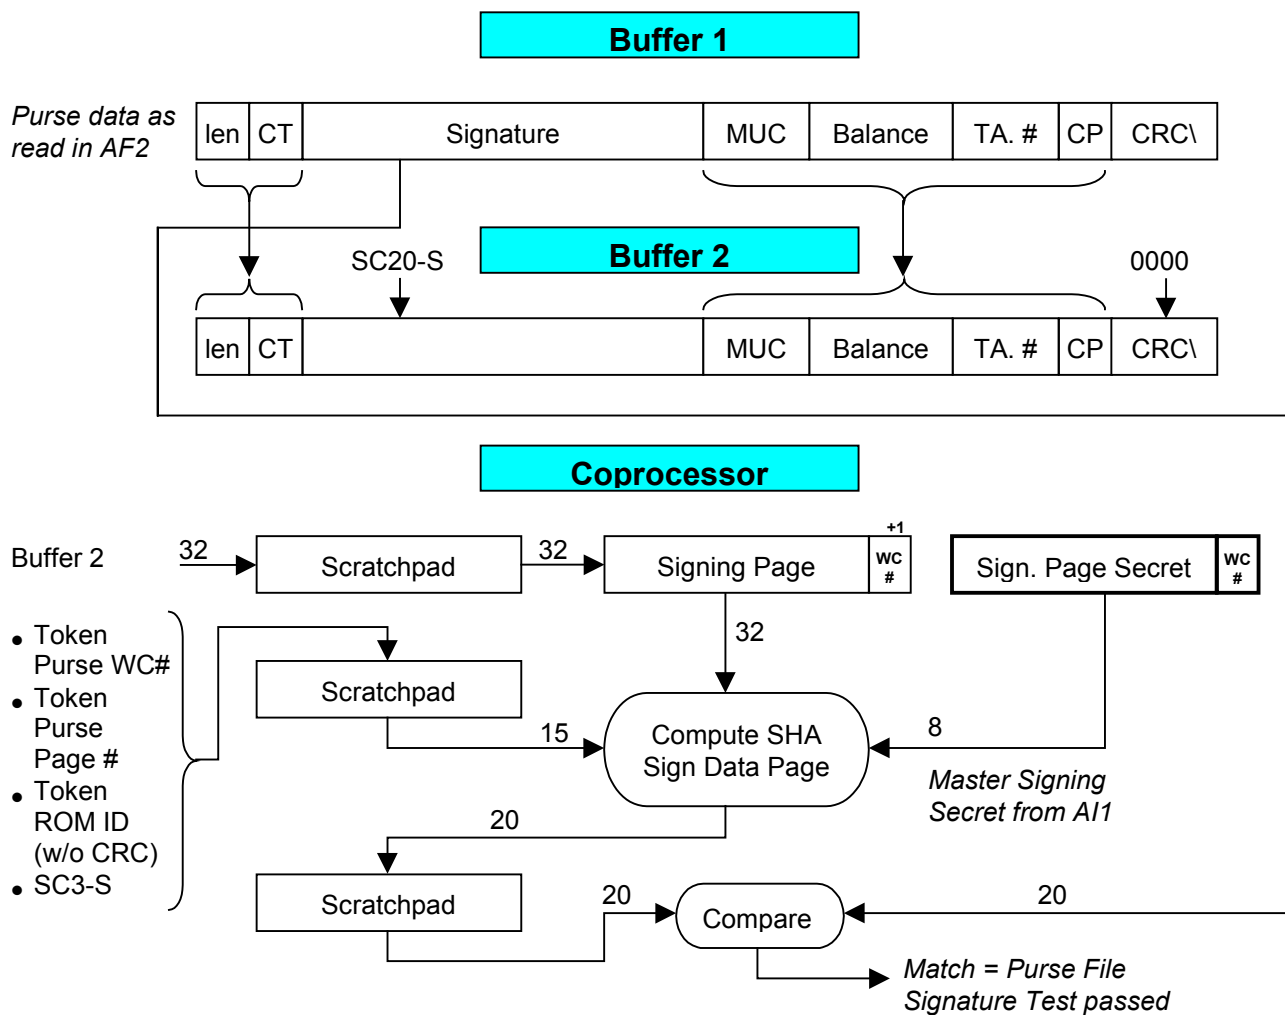 Buffer 1
Purse data as
read in AF2
len CT Signature MUC Balance TA. # CP CRC\
Buffer 2
SC20-S 0000
len CT MUC Balance TA. # CP CRC\
Coprocessor
+1
Buffer 2 32 Scratchpad 32 Signing Page WC
#
Sign. Page Secret WC
#
• Token
Purse WC#
• Token
Purse
Page #
• Token
ROM ID
(w/o CRC)
• SC3-S
32
Scratchpad
15
Compute SHA
Sign Data Page
8
Master Signing
Secret from AI1
20
Scratchpad
20
Compare
20
Match = Purse File
Signature Test passed